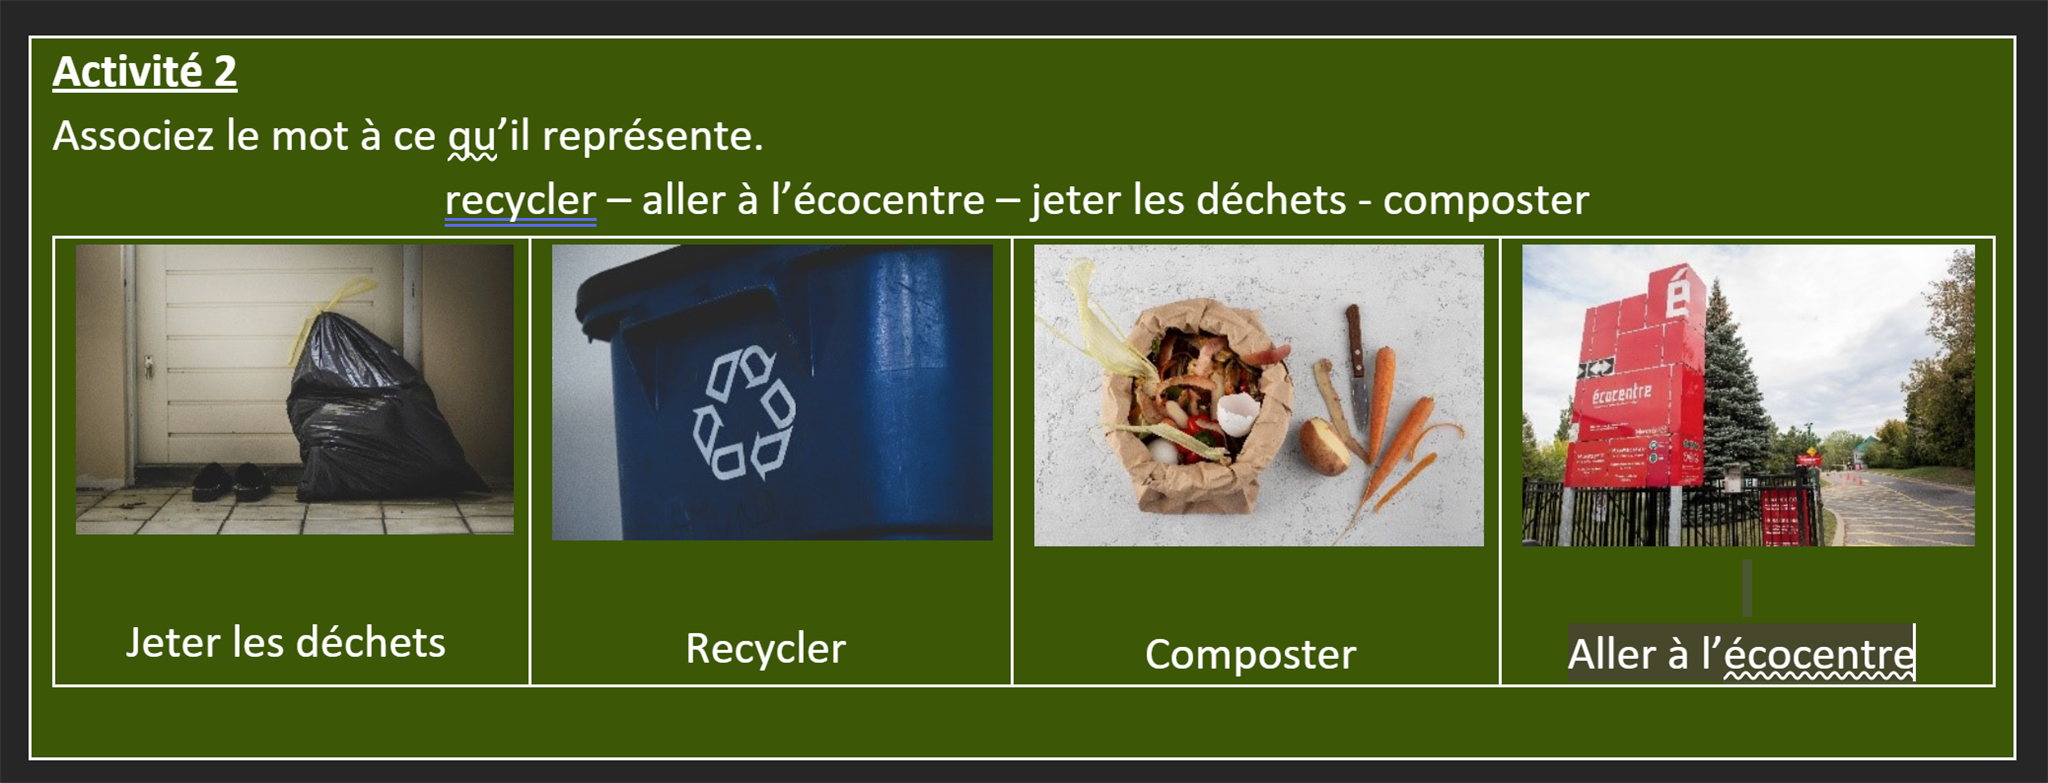 Activité 2
Associez le mot à ce qu’il représente.
recycler – aller à l’écocentre – jeter les déchets - composter
É
écocentre
Jeter les déchets
Recycler
Composter
Aller à l’écocentre